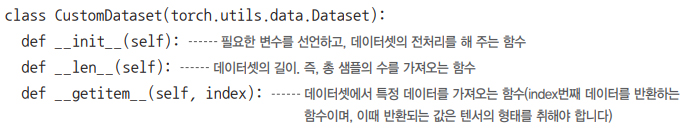 class CustomDataset(torch.utils.data.Dataset):
def __init__(self): ------ 필요한 변수를 선언하고, 데이터셋의 전처리를 해 주는 함수
def __len__(self): ------ 데이터셋의 길이. 즉, 총 샘플의 수를 가져오는 함수
def __getitem__(self, index): ------ 데이터셋에서 특정 데이터를 가져오는 함수(index번째 데이터를 반환하는
함수이며, 이때 반환되는 값은 텐서의 형태를 취해야 합니다)